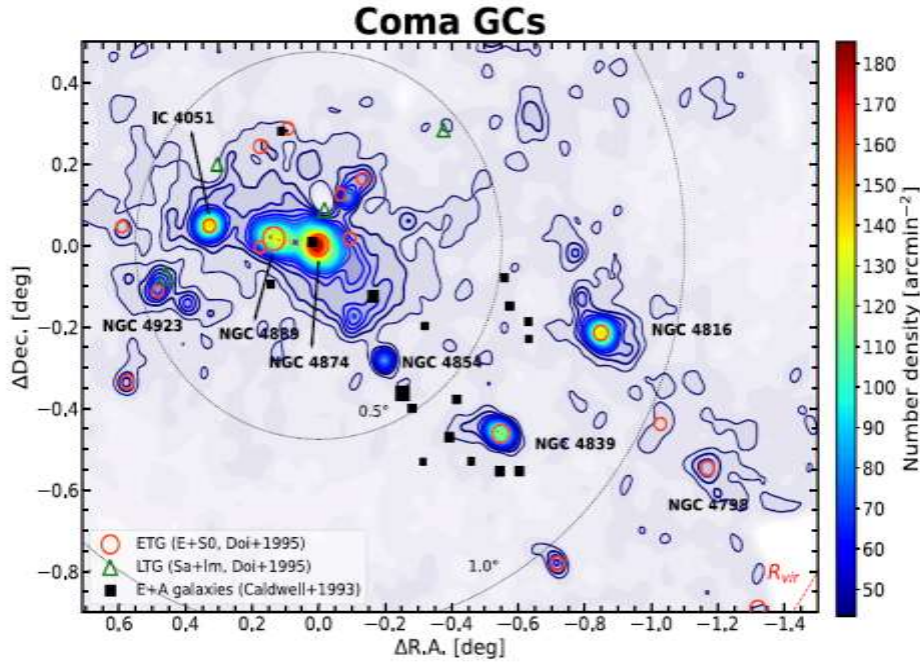 Coma GCs
IC 4051
NGC 4923
NGC 4889
NGC 4874
NGC 4854
NGC 4816
NGC 4839
NGC 4798
0.5°
1.0°
R_vir
ETG (E+S0, Doi+1995)
LTG (Sa+Im, Doi+1995)
E+A galaxies (Caldwell+1993)
ΔDec. [deg]
0.4
0.2
0.0
−0.2
−0.4
−0.6
−0.8
0.6 0.4 0.2 0.0 −0.2 −0.4 −0.6 −0.8 −1.0 −1.2 −1.4
ΔR.A. [deg]
180
170
160
150
140
130
120
110
100
90
80
70
60
50
Number density [arcmin⁻²]